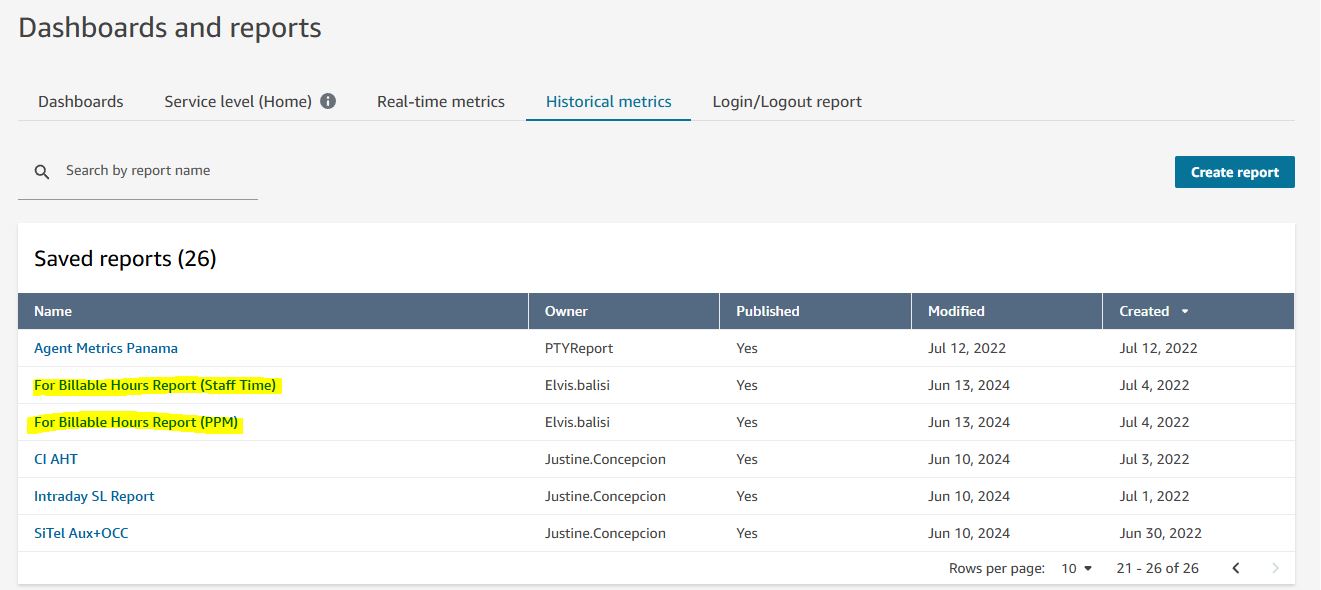 Dashboards and reports
Dashboards Service level (Home) Real-time metrics Historical metrics Login/Logout report
Search by report name Create report
Saved reports (26)
Name Owner Published Modified Created
Agent Metrics Panama PTYReport Yes Jul 12, 2022 Jul 12, 2022
For Billable Hours Report (Staff Time) Elvis.balisi Yes Jun 13, 2024 Jul 4, 2022
For Billable Hours Report (PPM) Elvis.balisi Yes Jun 13, 2024 Jul 4, 2022
CI AHT Justine.Concepcion Yes Jun 10, 2024 Jul 3, 2022
Intraday SL Report Justine.Concepcion Yes Jun 10, 2024 Jul 1, 2022
SiTel Aux+OCC Justine.Concepcion Yes Jun 10, 2024 Jun 30, 2022
Rows per page: 10 21 - 26 of 26